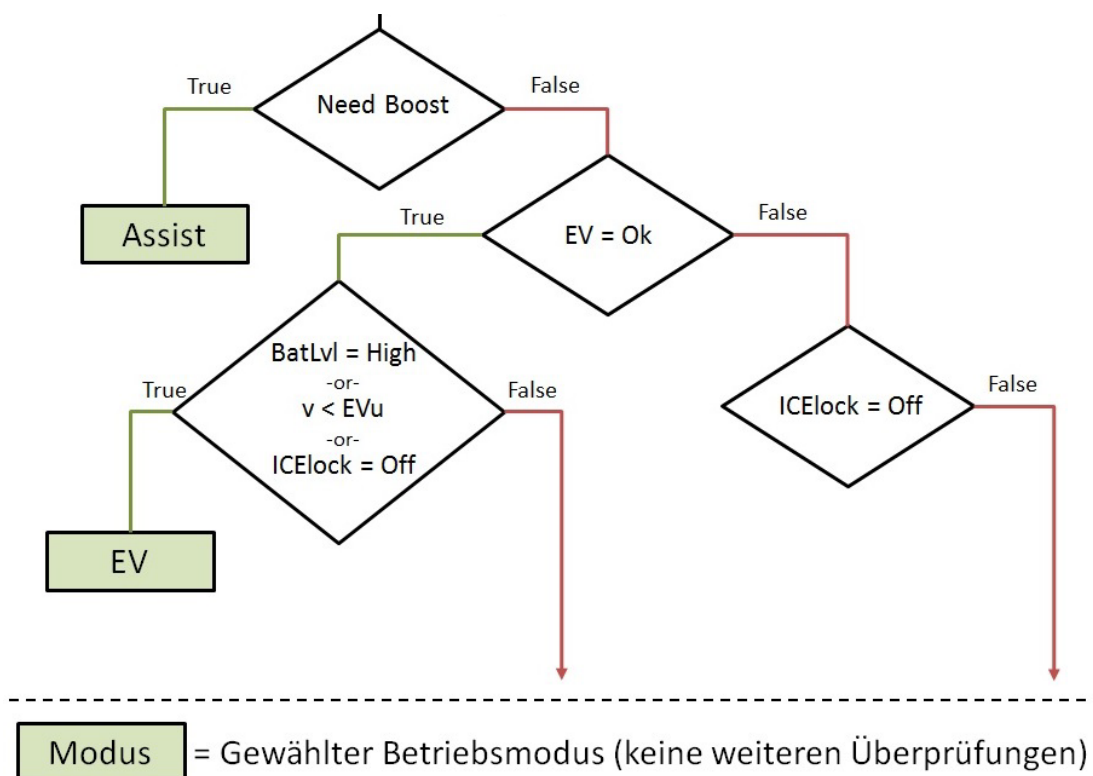 True
Need Boost
False
Assist
True
EV = Ok
False
BatLvl = High
-or-
v < EVu
-or-
ICElock = Off
True
False
EV
ICElock = Off
False
Modus = Gewählter Betriebsmodus (keine weiteren Überprüfungen)